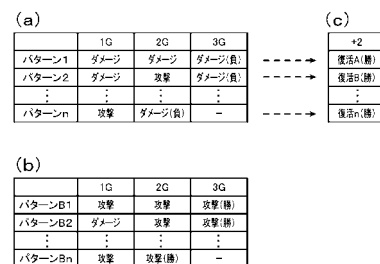 (a)
(c)
1G 2G 3G
+2
パターン1 ダメージ ダメージ ダメージ(負)
復活A(勝)
パターン2 ダメージ 攻撃 ダメージ(負)
復活B(勝)
⋮ ⋮ ⋮
⋮
パターンn 攻撃 ダメージ(負) −
復活n(勝)
(b)
1G 2G 3G
パターンB1 攻撃 攻撃 攻撃(勝)
パターンB2 ダメージ 攻撃 攻撃(勝)
⋮ ⋮ ⋮
パターンBn 攻撃 攻撃(勝) −